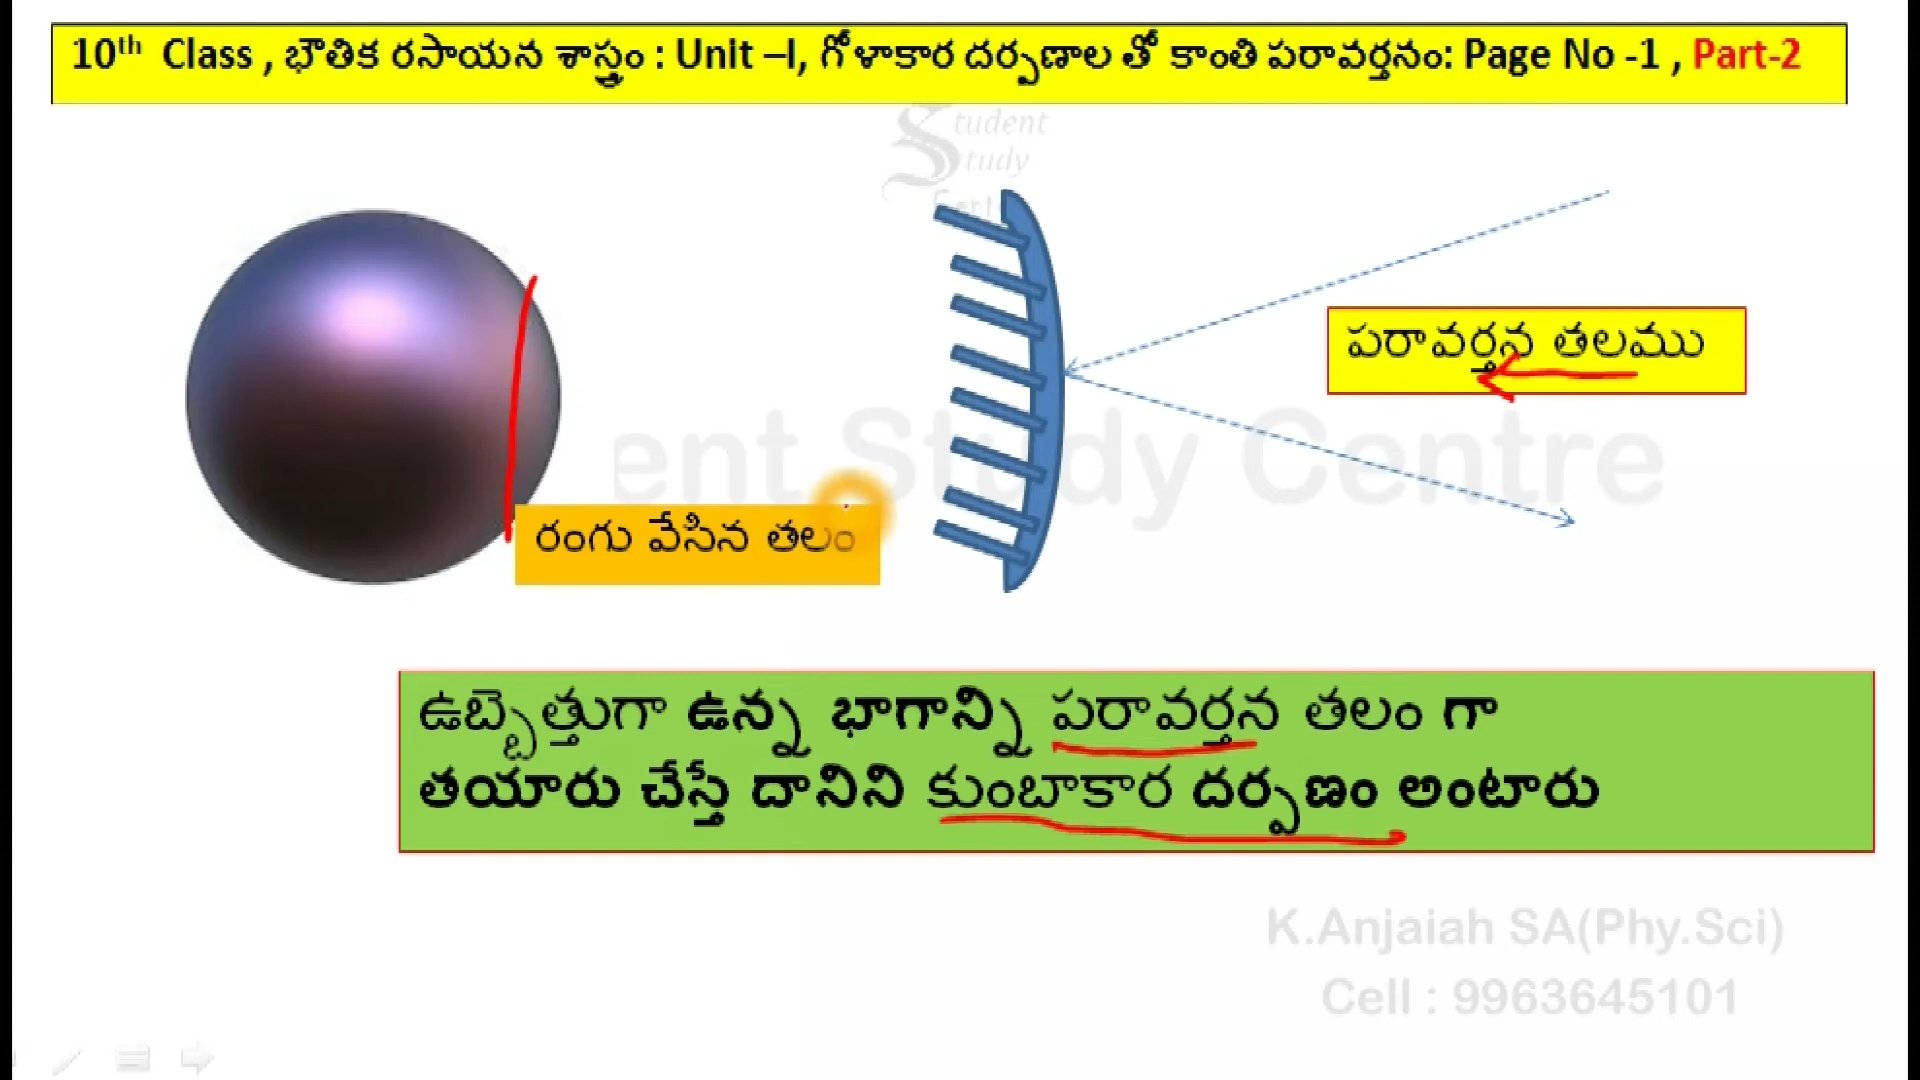 10th Class , భౌతిక రసాయన శాస్త్రం : Unit –I, గోళాకార దర్పణాల తో కాంతి పరావర్తనం: Page No -1 , Part-2
Student
Study
పరావర్తన తలము
ent Study Centre
రంగు వేసిన తలం
ఉబ్బెత్తుగా ఉన్న భాగాన్ని పరావర్తన తలం గా
తయారు చేస్తే దానిని కుంబాకార దర్పణం అంటారు
K.Anjaiah SA(Phy.Sci)
Cell : 9963645101